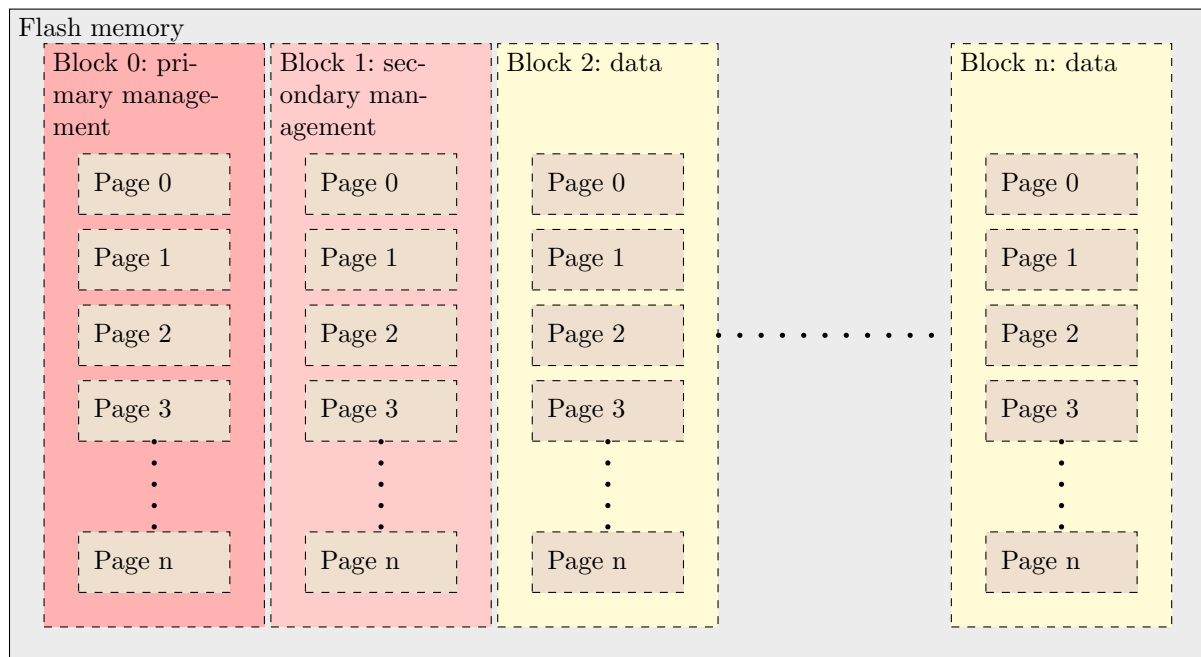 Flash memory
Block 0: pri-
mary manage-
ment
Page 0
Page 1
Page 2
Page 3
Page n
Block 1: sec-
ondary man-
agement
Page 0
Page 1
Page 2
Page 3
Page n
Block 2: data
Page 0
Page 1
Page 2
Page 3
Page n
Block n: data
Page 0
Page 1
Page 2
Page 3
Page n